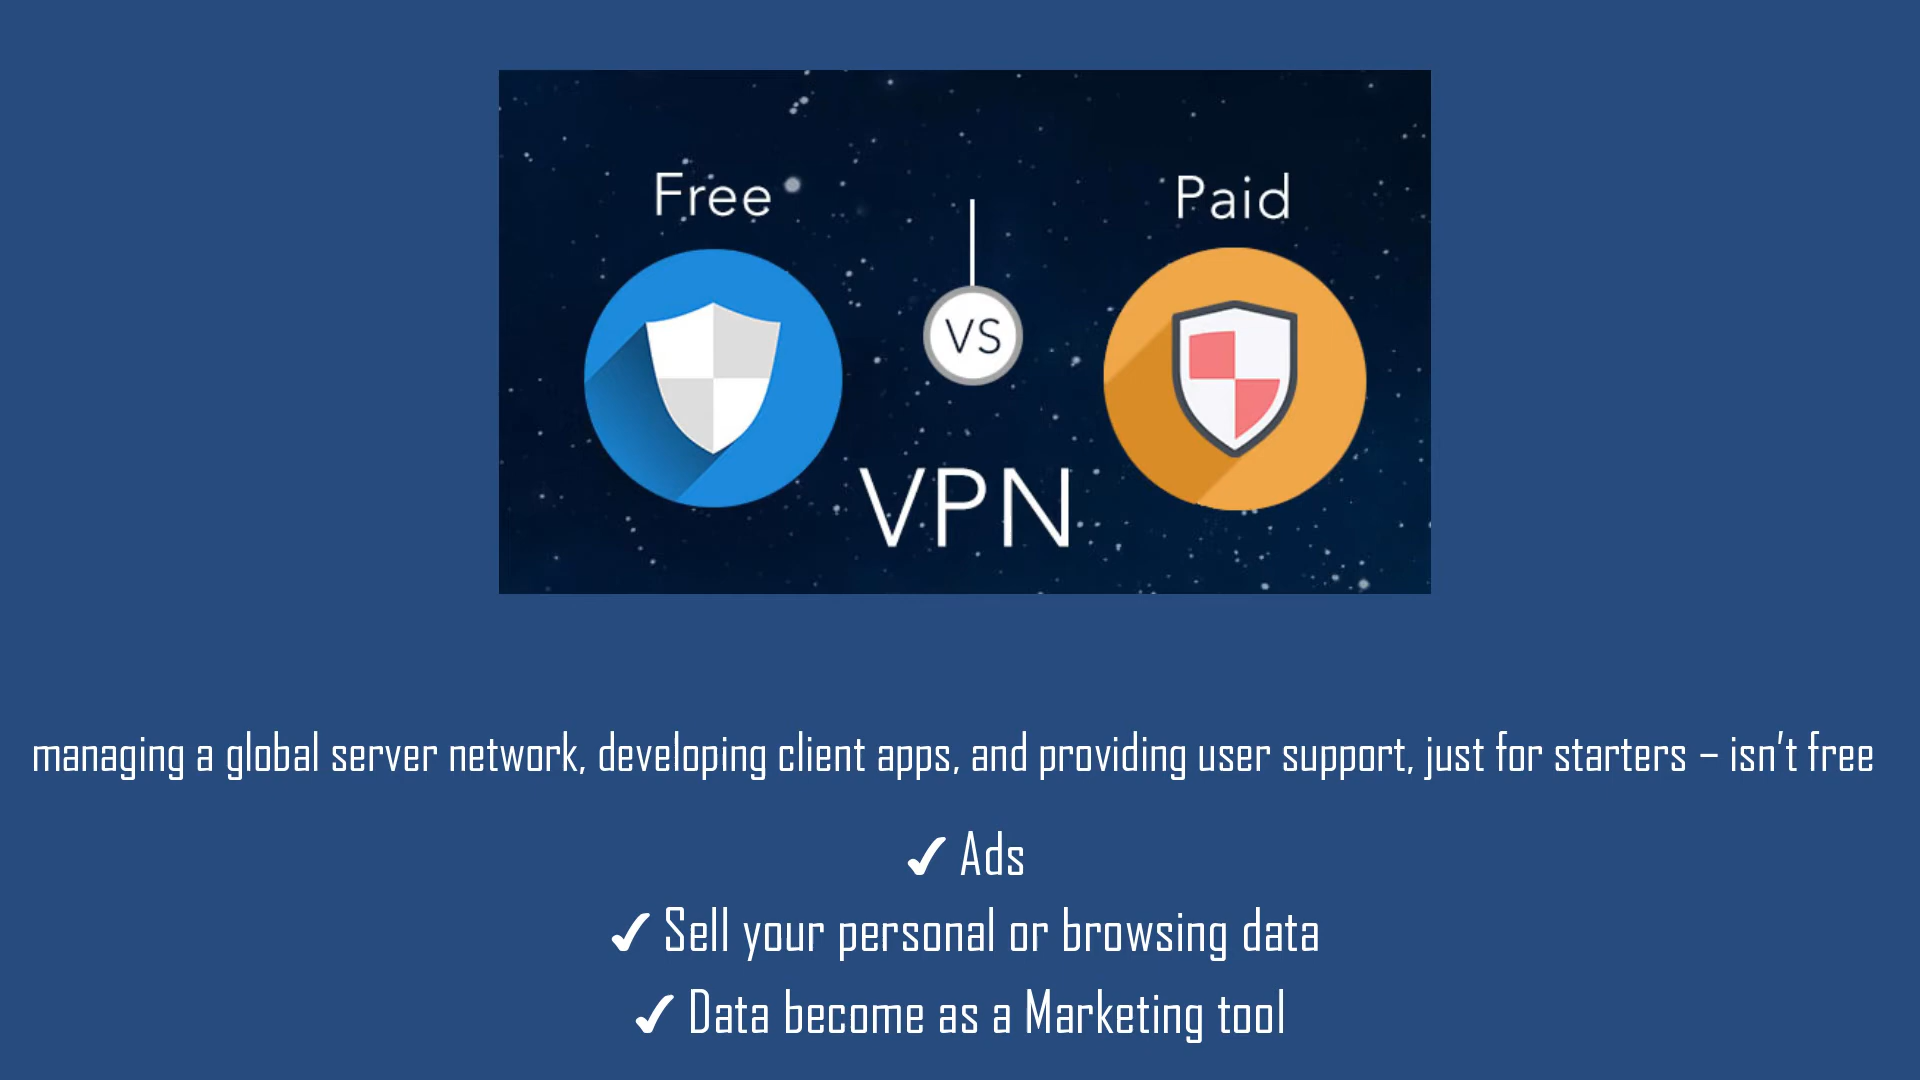 Free
Paid
VS
VPN
managing a global server network, developing client apps, and providing user support, just for starters – isn't free
✔ Ads
✔ Sell your personal or browsing data
✔ Data become as a Marketing tool